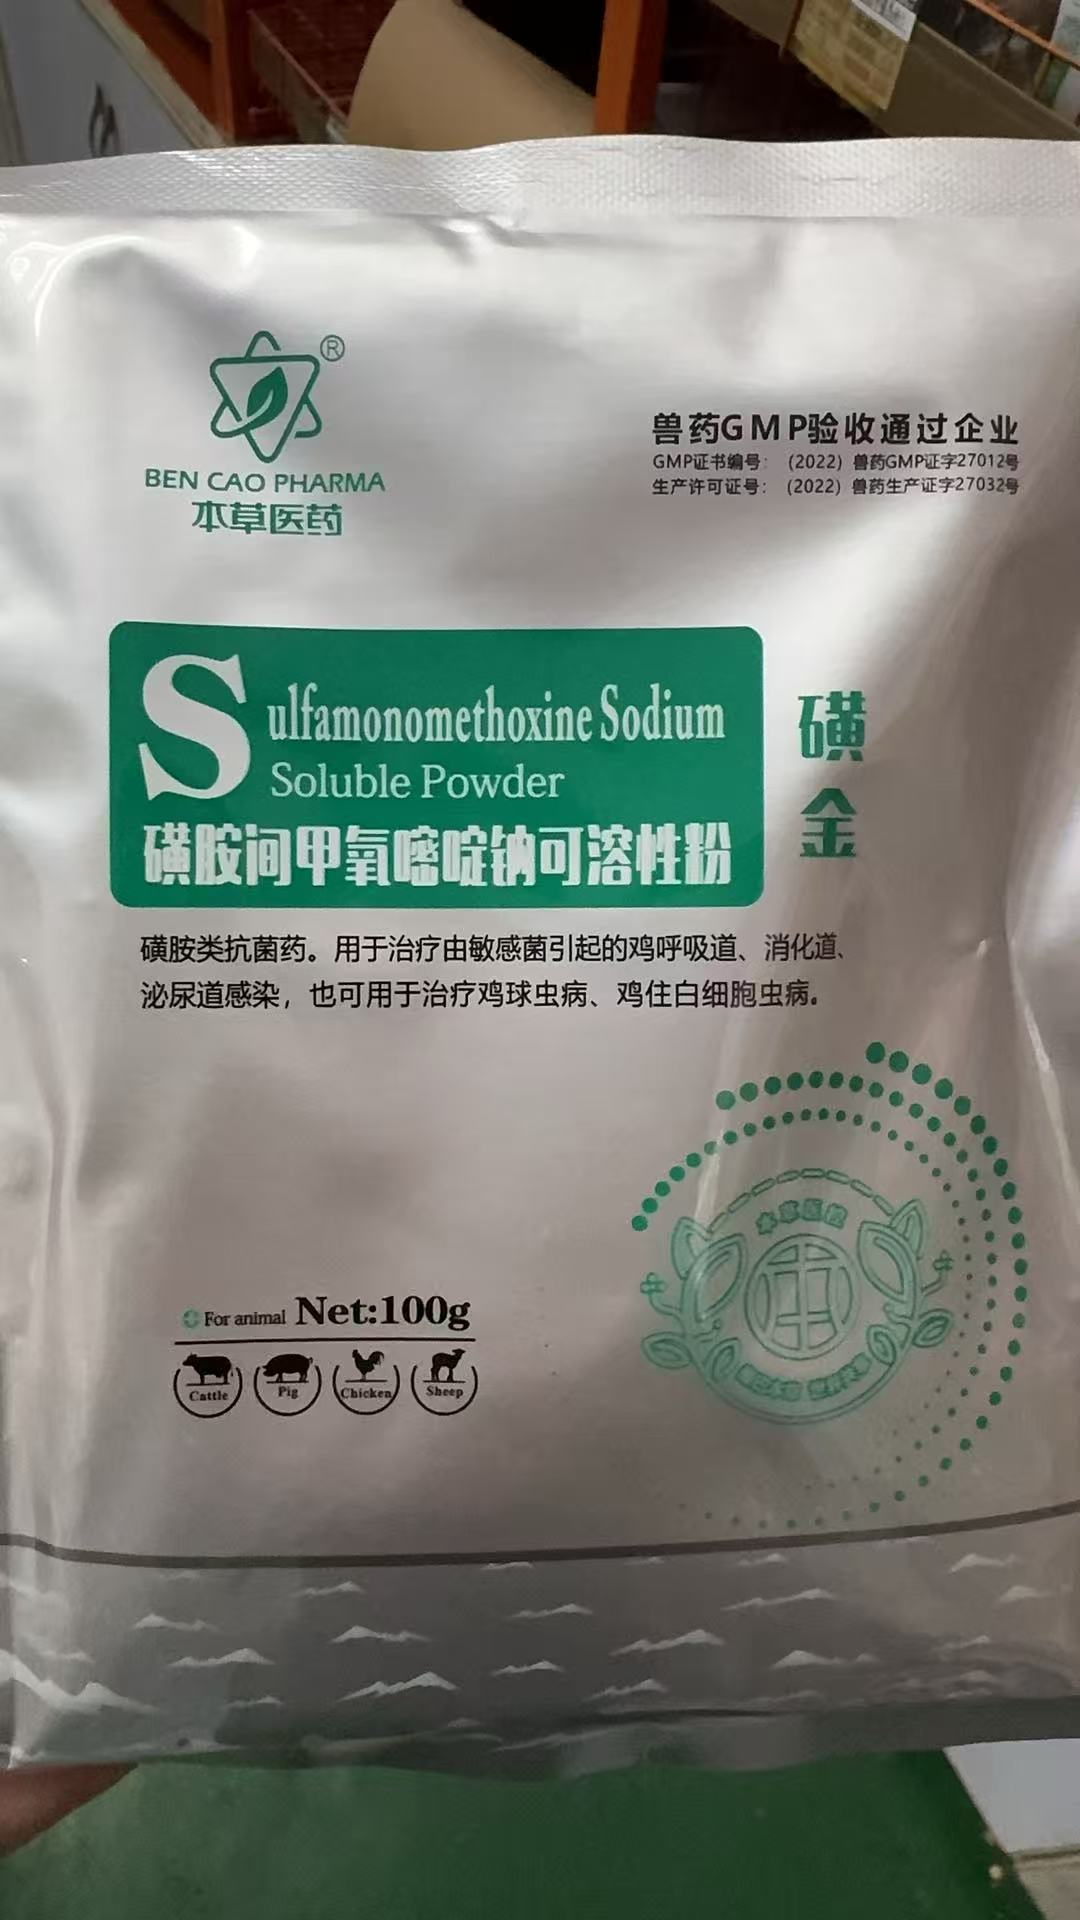 ®
BEN CAO PHARMA
本草医药
兽药GMP验收通过企业
GMP证书编号: (2022) 兽药GMP证字27012号
生产许可证号: (2022) 兽药生产证字27032号
Sulfamonomethoxine Sodium
Soluble Powder
磺胺间甲氧嘧啶钠可溶性粉
磺金
磺胺类抗菌药。用于治疗由敏感菌引起的鸡呼吸道、消化道、
泌尿道感染，也可用于治疗鸡球虫病、鸡住白细胞虫病。
本草医药
本
For animal Net:100g
Cattle Pig Chicken Sheep